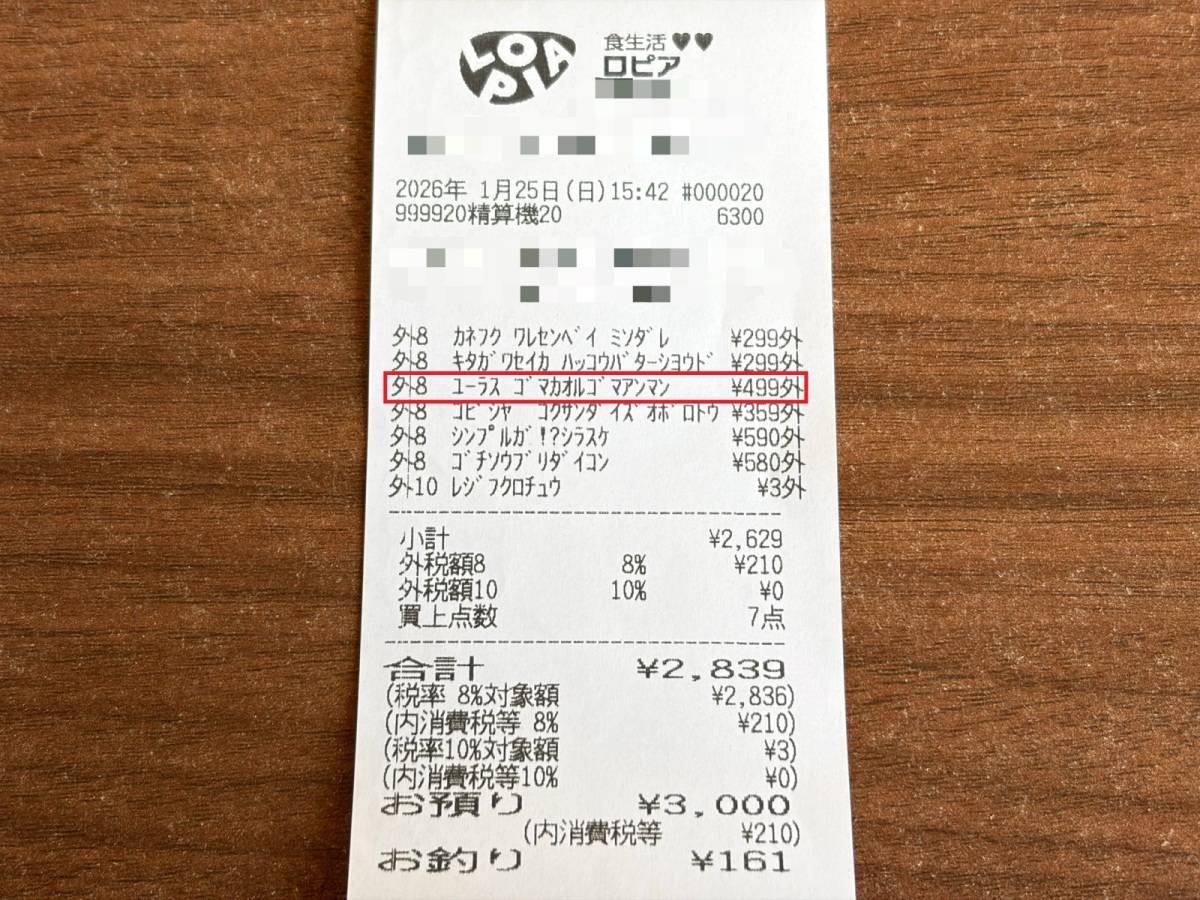 LOPIA
食生活♥♥
ロピア
2026年 1月25日(日)15:42 #000020
999920精算機20 6300
外8 カネフク ワレセンベイ ミソダレ ¥299外
外8 キタガワセイカ ハッコウバターショウド ¥299外
外8 ユーラス ゴマカオルゴマアンマン ¥499外
外8 コビシヤ コクサンダイズオボロトウ ¥359外
外8 シンプルガ!?シラスケ ¥590外
外8 ゴチソウブリダイコン ¥580外
外10 レジフクロチュウ ¥3外
小計 ¥2,629
外税額8 8% ¥210
外税額10 10% ¥0
買上点数 7点
合計 ¥2,839
(税率 8%対象額 ¥2,836)
(内消費税等 8% ¥210)
(税率10%対象額 ¥3)
(内消費税等10% ¥0)
お預り ¥3,000
(内消費税等 ¥210)
お釣り ¥161